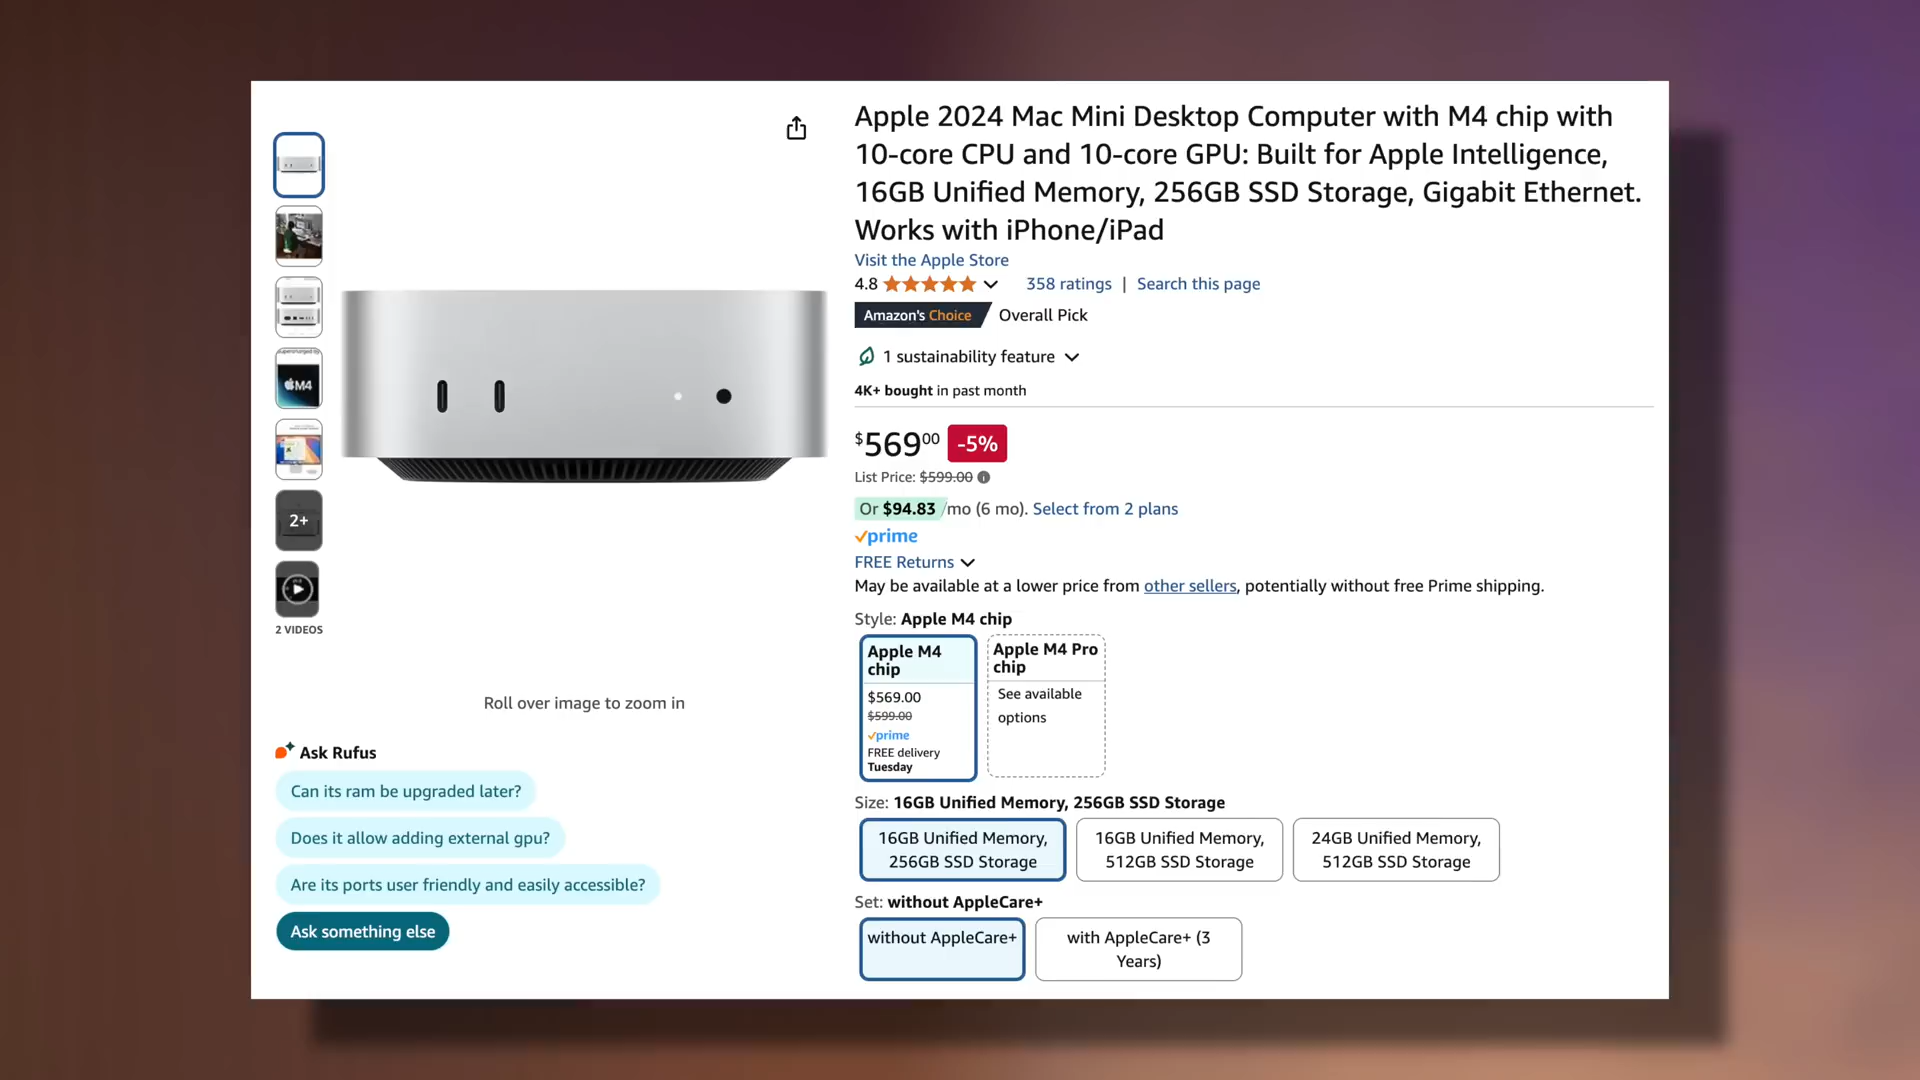 Apple 2024 Mac Mini Desktop Computer with M4 chip with
10-core CPU and 10-core GPU: Built for Apple Intelligence,
16GB Unified Memory, 256GB SSD Storage, Gigabit Ethernet.
Works with iPhone/iPad
Visit the Apple Store
4.8 358 ratings | Search this page
Amazon's Choice Overall Pick
1 sustainability feature
4K+ bought in past month
$56900 -5%
List Price: $599.00
Or $94.83 /mo (6 mo). Select from 2 plans
prime
FREE Returns
May be available at a lower price from other sellers, potentially without free Prime shipping.
Style: Apple M4 chip
Apple M4
chip
$569.00
$599.00
prime
FREE delivery
Tuesday
Apple M4 Pro
chip
See available
options
Size: 16GB Unified Memory, 256GB SSD Storage
16GB Unified Memory,
256GB SSD Storage
16GB Unified Memory,
512GB SSD Storage
24GB Unified Memory,
512GB SSD Storage
Set: without AppleCare+
without AppleCare+
with AppleCare+ (3
Years)
M4
2+
2 VIDEOS
Roll over image to zoom in
Ask Rufus
Can its ram be upgraded later?
Does it allow adding external gpu?
Are its ports user friendly and easily accessible?
Ask something else